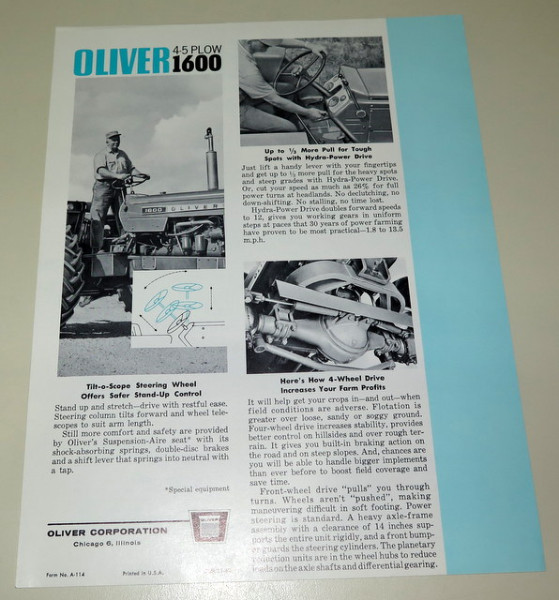 OLIVER 4-5 PLOW 1600
1600 OLIVER
Tilt-o-Scope Steering Wheel
Offers Safer Stand-Up Control
Stand up and stretch—drive with restful ease.
Steering column tilts forward and wheel tele-
scopes to suit arm length.
Still more comfort and safety are provided
by Oliver's Suspension-Aire seat* with its
shock-absorbing springs, double-disc brakes
and a shift lever that springs into neutral with
a tap.
*Special equipment
OLIVER CORPORATION
Chicago 6, Illinois
OLIVER
Form No. A-114
Printed in U.S.A.
Up to 1/3 More Pull for Tough
Spots with Hydra-Power Drive
Just lift a handy lever with your fingertips
and get up to 1/3 more pull for the heavy spots
and steep grades with Hydra-Power Drive.
Or, cut your speed as much as 26% for full
power turns at headlands. No declutching, no
down-shifting. No stalling, no time lost.
Hydra-Power Drive doubles forward speeds
to 12, gives you working gears in uniform
steps at paces that 30 years of power farming
have proven to be most practical—1.8 to 13.5
m.p.h.
Here's How 4-Wheel Drive
Increases Your Farm Profits
It will help get your crops in—and out—when
field conditions are adverse. Flotation is
greater over loose, sandy or soggy ground.
Four-wheel drive increases stability, provides
better control on hillsides and over rough ter-
rain. It gives you built-in braking action on
the road and on steep slopes. And, chances are
you will be able to handle bigger implements
than ever before to boost field coverage and
save time.
Front-wheel drive "pulls" you through
turns. Wheels aren't "pushed", making
maneuvering difficult in soft footing. Power
steering is standard. A heavy axle-frame
assembly with a clearance of 14 inches sup-
ports the entire unit rigidly, and a front bump-
er guards the steering cylinders. The planetary
reduction units are in the wheel hubs to reduce
loads on the axle shafts and differential gearing.